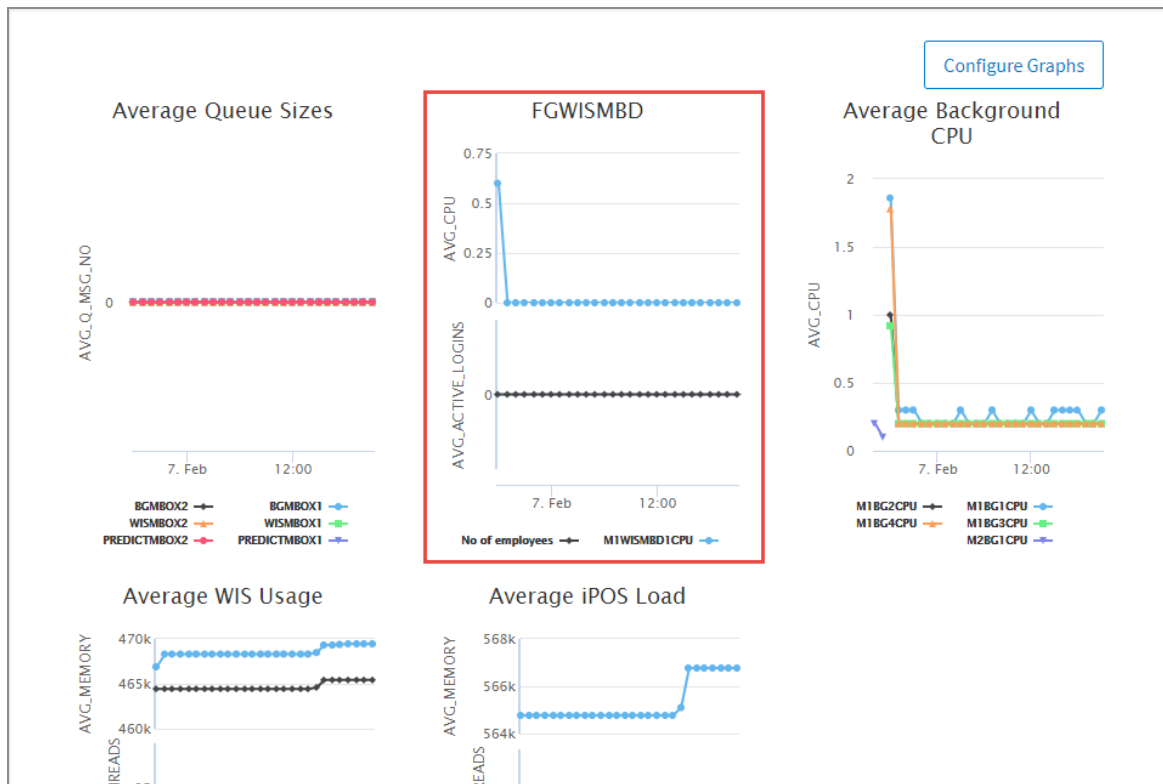 Configure Graphs
Average Queue Sizes
AVG_Q_MSG_NO
0
7. Feb
12:00
BGMBOX2
BGMBOX1
WISMBOX2
WISMBOX1
PREDICTMBOX2
PREDICTMBOX1
FGWISMBD
AVG_CPU
0.75
0.5
0.25
0
AVG_ACTIVE_LOGINS
0
7. Feb
12:00
No of employees
M1WISMBD1CPU
Average Background
CPU
AVG_CPU
2
1.5
1
0.5
0
7. Feb
12:00
M1BG2CPU
M1BG1CPU
M1BG4CPU
M1BG3CPU
M2BG1CPU
Average WIS Usage
AVG_MEMORY
470k
465k
460k
Average iPOS Load
AVG_MEMORY
568k
566k
564k